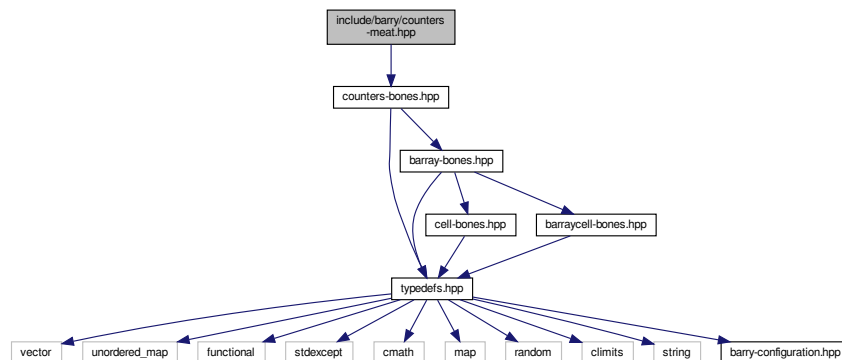 include/barry/counters
-meat.hpp
counters-bones.hpp
barray-bones.hpp
cell-bones.hpp
barraycell-bones.hpp
typedefs.hpp
vector
unordered_map
functional
stdexcept
cmath
map
random
climits
string
barry-configuration.hpp